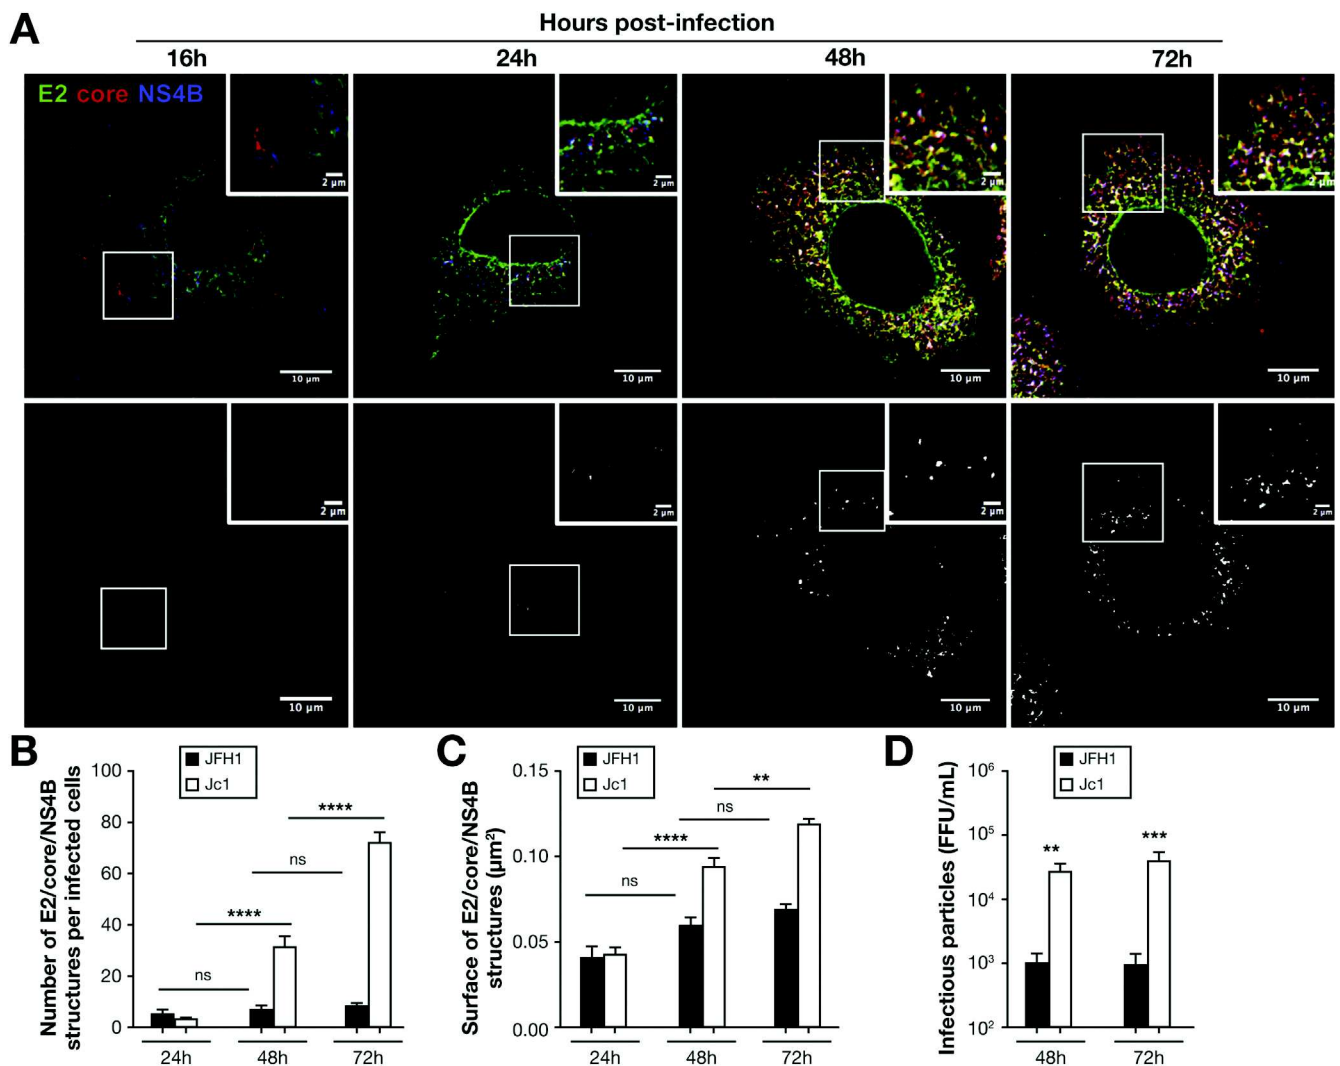 A
Hours post-infection
16h 24h 48h 72h
E2 core NS4B
2 μm 2 μm 2 μm 2 μm
10 μm 10 μm 10 μm 10 μm
2 μm 2 μm 2 μm 2 μm
10 μm 10 μm 10 μm 10 μm
B
JFH1
Jc1
Number of E2/core/NS4B
structures per infected cells
100
80
60
40
20
0
ns
****
ns
****
24h 48h 72h
C
JFH1
Jc1
Surface of E2/core/NS4B
structures (μm²)
0.15
0.10
0.05
0.00
ns
****
ns
**
24h 48h 72h
D
JFH1
Jc1
Infectious particles (FFU/mL)
10⁶
10⁵
10⁴
10³
10²
**
***
48h 72h